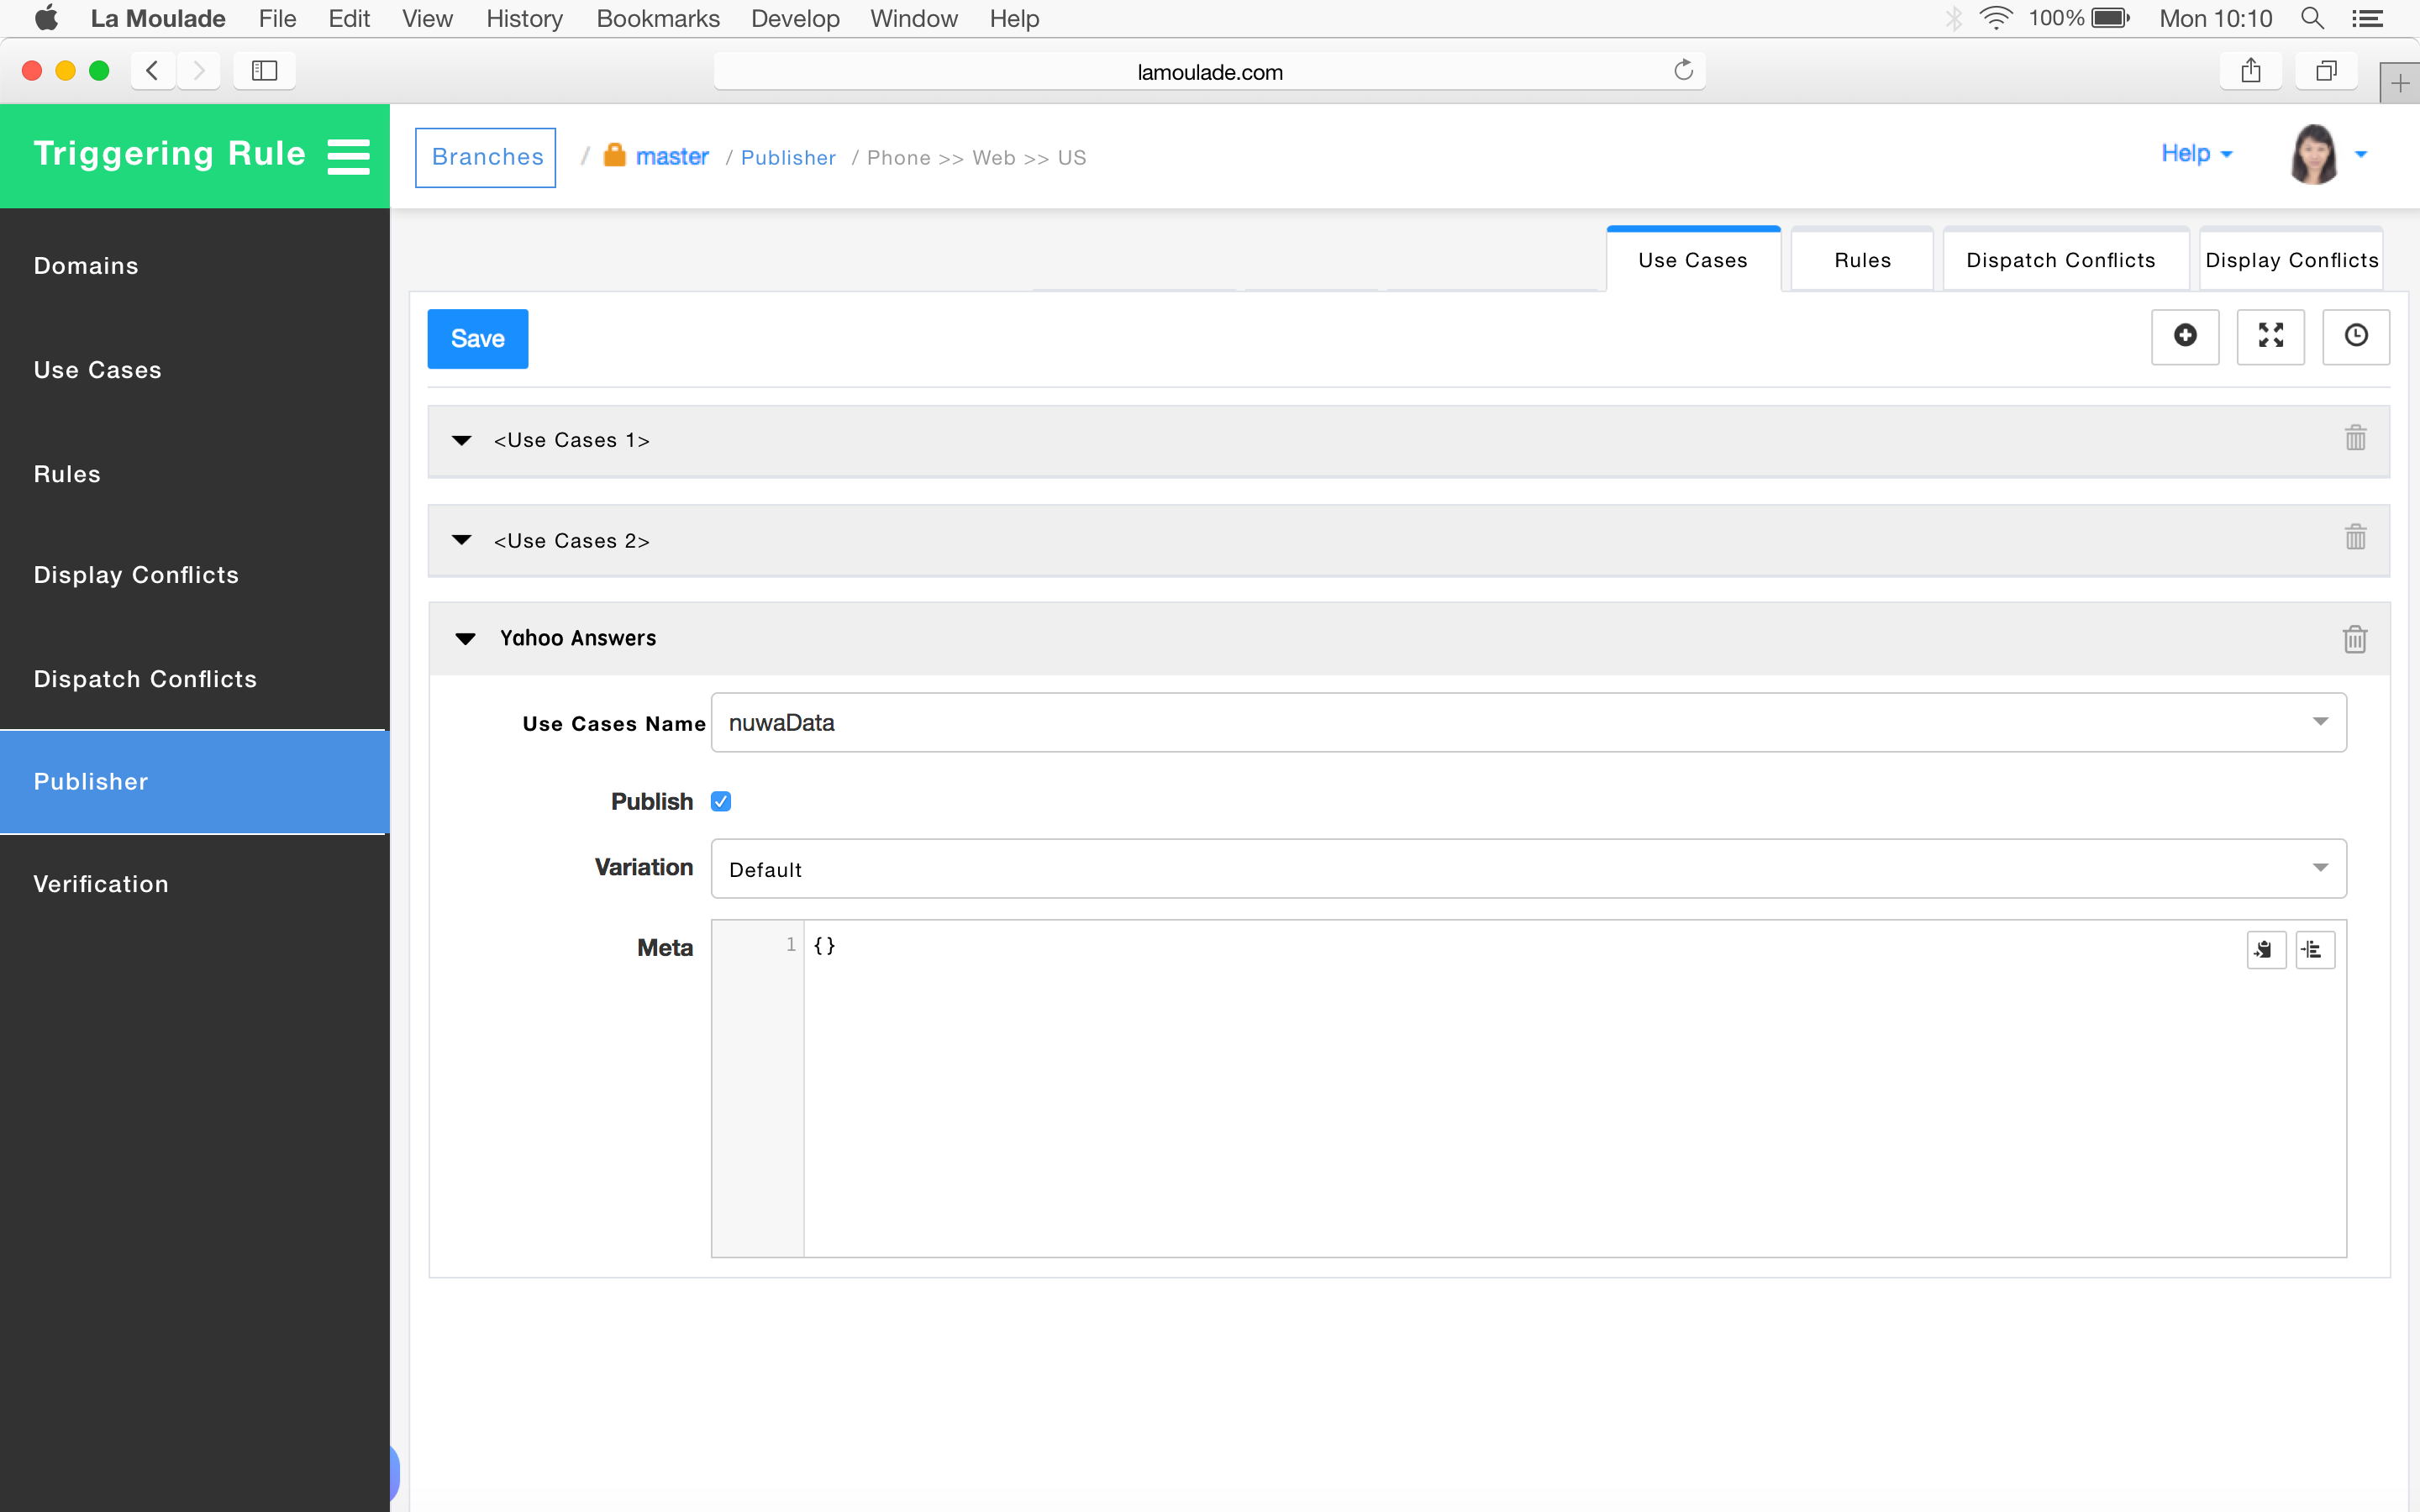 La Moulade File Edit View History Bookmarks Develop Window Help 100% Mon 10:10
lamoulade.com
Triggering Rule
Branches / master / Publisher / Phone >> Web >> US
Help
Domains
Use Cases
Rules
Display Conflicts
Dispatch Conflicts
Publisher
Verification
Use Cases Rules Dispatch Conflicts Display Conflicts
Save
<Use Cases 1>
<Use Cases 2>
Yahoo Answers
Use Cases Name nuwaData
Publish
Variation Default
Meta 1 {}